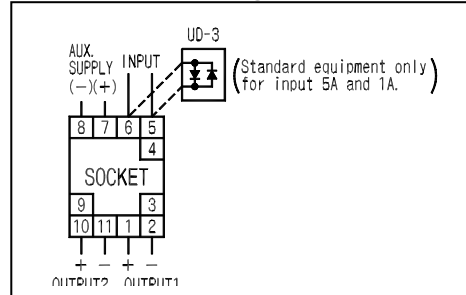 UD-3
AUX.
SUPPLY INPUT
(−)(+)
(Standard equipment only
for input 5A and 1A.)
8 7 6 5
4
SOCKET
9 3
10 11 1 2
+ − + −
OUTPUT2 OUTPUT1